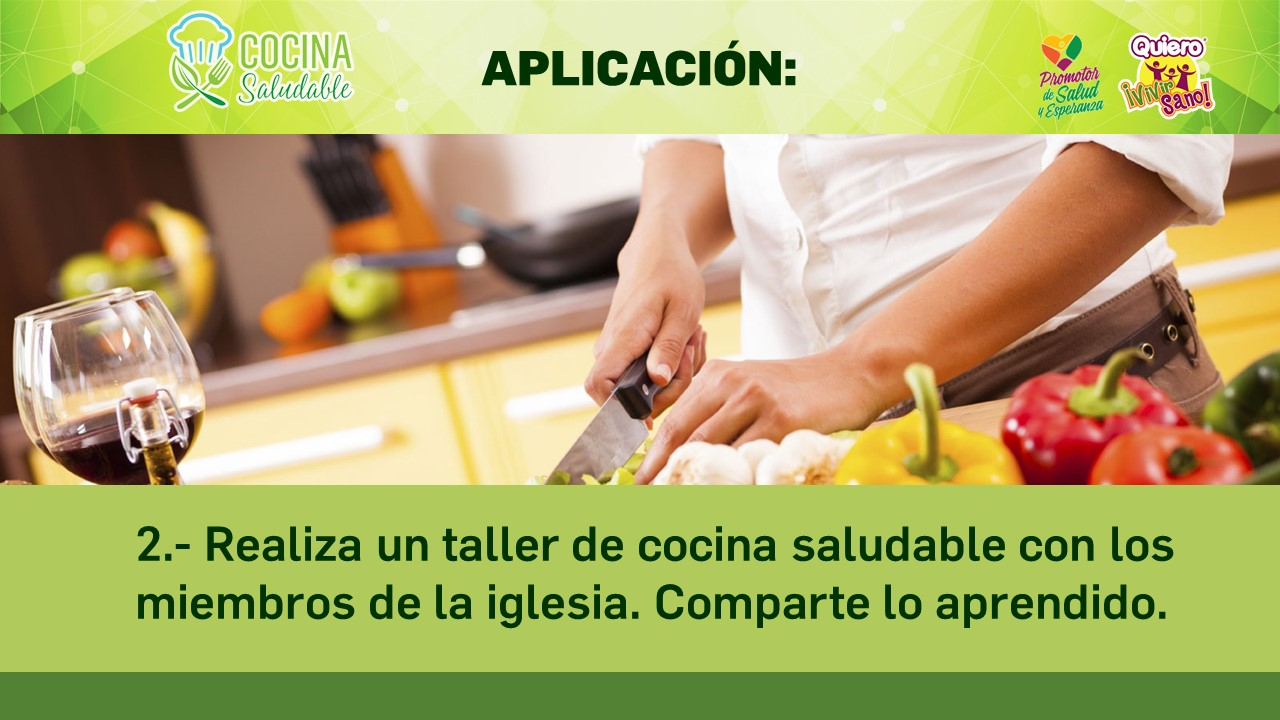 COCINA
Saludable
APLICACIÓN:
Promotor
de Salud
y Esperanza
Quiero
¡Vivir
Sano!
2.- Realiza un taller de cocina saludable con los
miembros de la iglesia. Comparte lo aprendido.